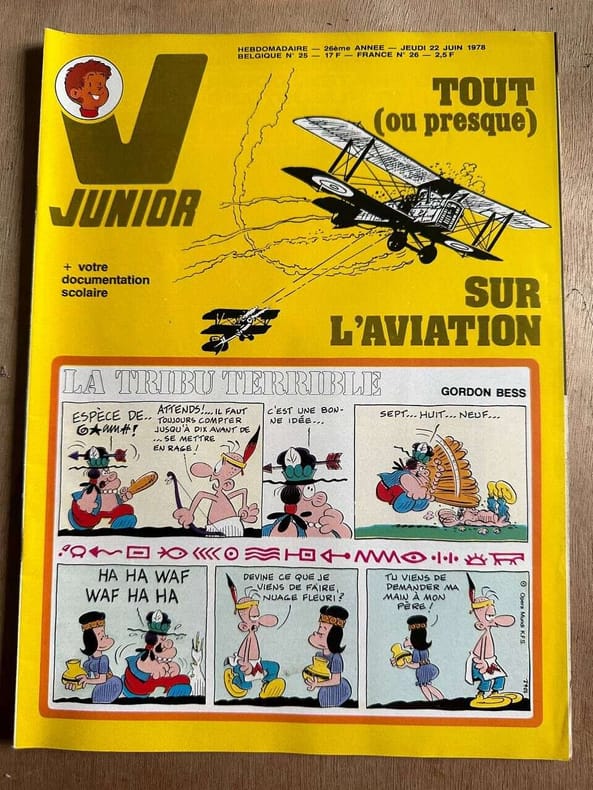 HEBDOMADAIRE — 26ème ANNEE — JEUDI 22 JUIN 1978
BELGIQUE N° 25 — 17 F — FRANCE N° 26 — 2,5 F
J
JUNIOR
TOUT
(ou presque)
+ votre
documentation
scolaire
SUR
L'AVIATION
LA TRIBU TERRIBLE
GORDON BESS
ESPÈCE DE..
ATTENDS!... IL FAUT
TOUJOURS COMPTER
JUSQU'À DIX AVANT DE
... SE METTRE
EN RAGE !
C'EST UNE BON-
NE IDÉE...
SEPT... HUIT... NEUF...
HA HA WAF
WAF HA HA
DEVINE CE QUE JE
VIENS DE FAIRE,
NUAGE FLEURI !?
TU VIENS DE
DEMANDER MA
MAIN À MON
PÈRE !
© Opera Mundi K.F.S.